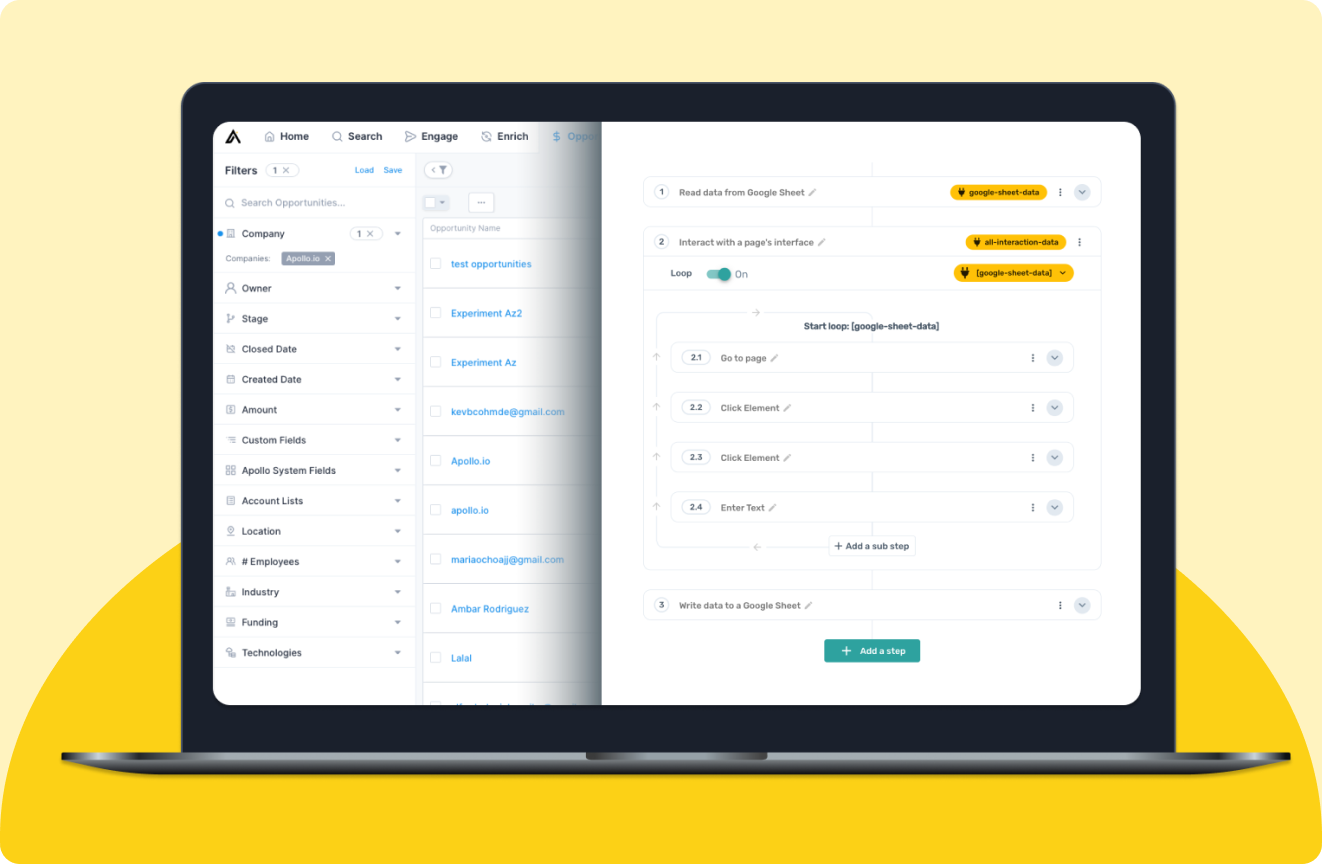 Home
Search
Engage
Enrich
$ Oppo
Filters
1
Load
Save
Search Opportunities...
Company
1
Companies:
Apollo.io
Owner
Stage
Closed Date
Created Date
Amount
Custom Fields
Apollo System Fields
Account Lists
Location
# Employees
Industry
Funding
Technologies
...
Opportunity Name
test opportunities
Experiment Az2
Experiment Az
kevbcohmde@gmail.com
Apollo.io
apollo.io
mariaochoajj@gmail.com
Ambar Rodriguez
Lalal
1
Read data from Google Sheet
google-sheet-data
2
Interact with a page's interface
all-interaction-data
Loop
On
[google-sheet-data]
Start loop: [google-sheet-data]
2.1
Go to page
2.2
Click Element
2.3
Click Element
2.4
Enter Text
+ Add a sub step
3
Write data to a Google Sheet
+ Add a step